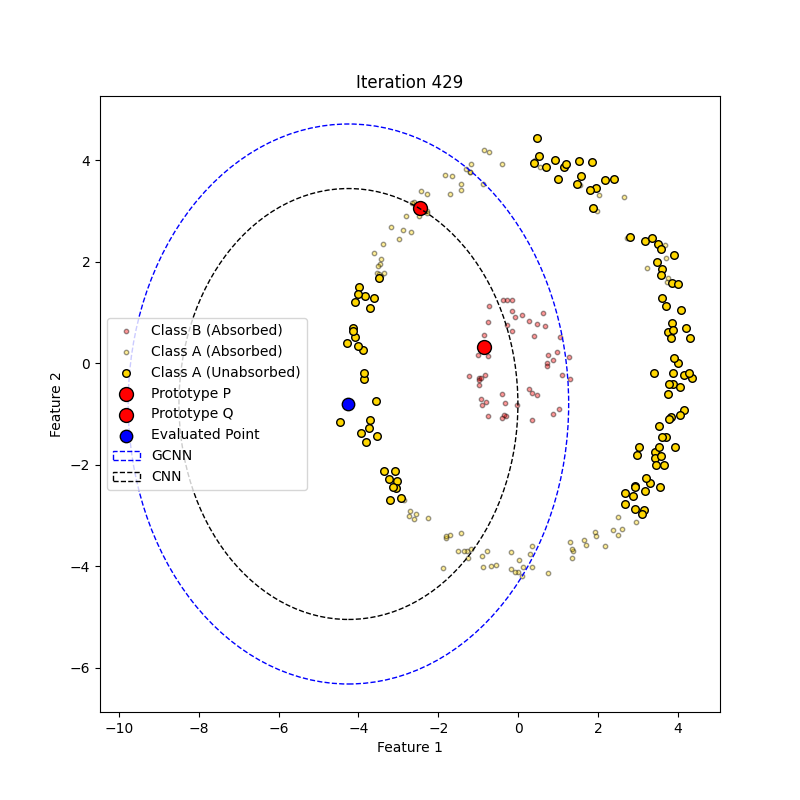 Iteration 429
Feature 2
4
2
0
−2
−4
−6
Class B (Absorbed)
Class A (Absorbed)
Class A (Unabsorbed)
Prototype P
Prototype Q
Evaluated Point
GCNN
CNN
−10
−8
−6
−4
−2
0
2
4
Feature 1